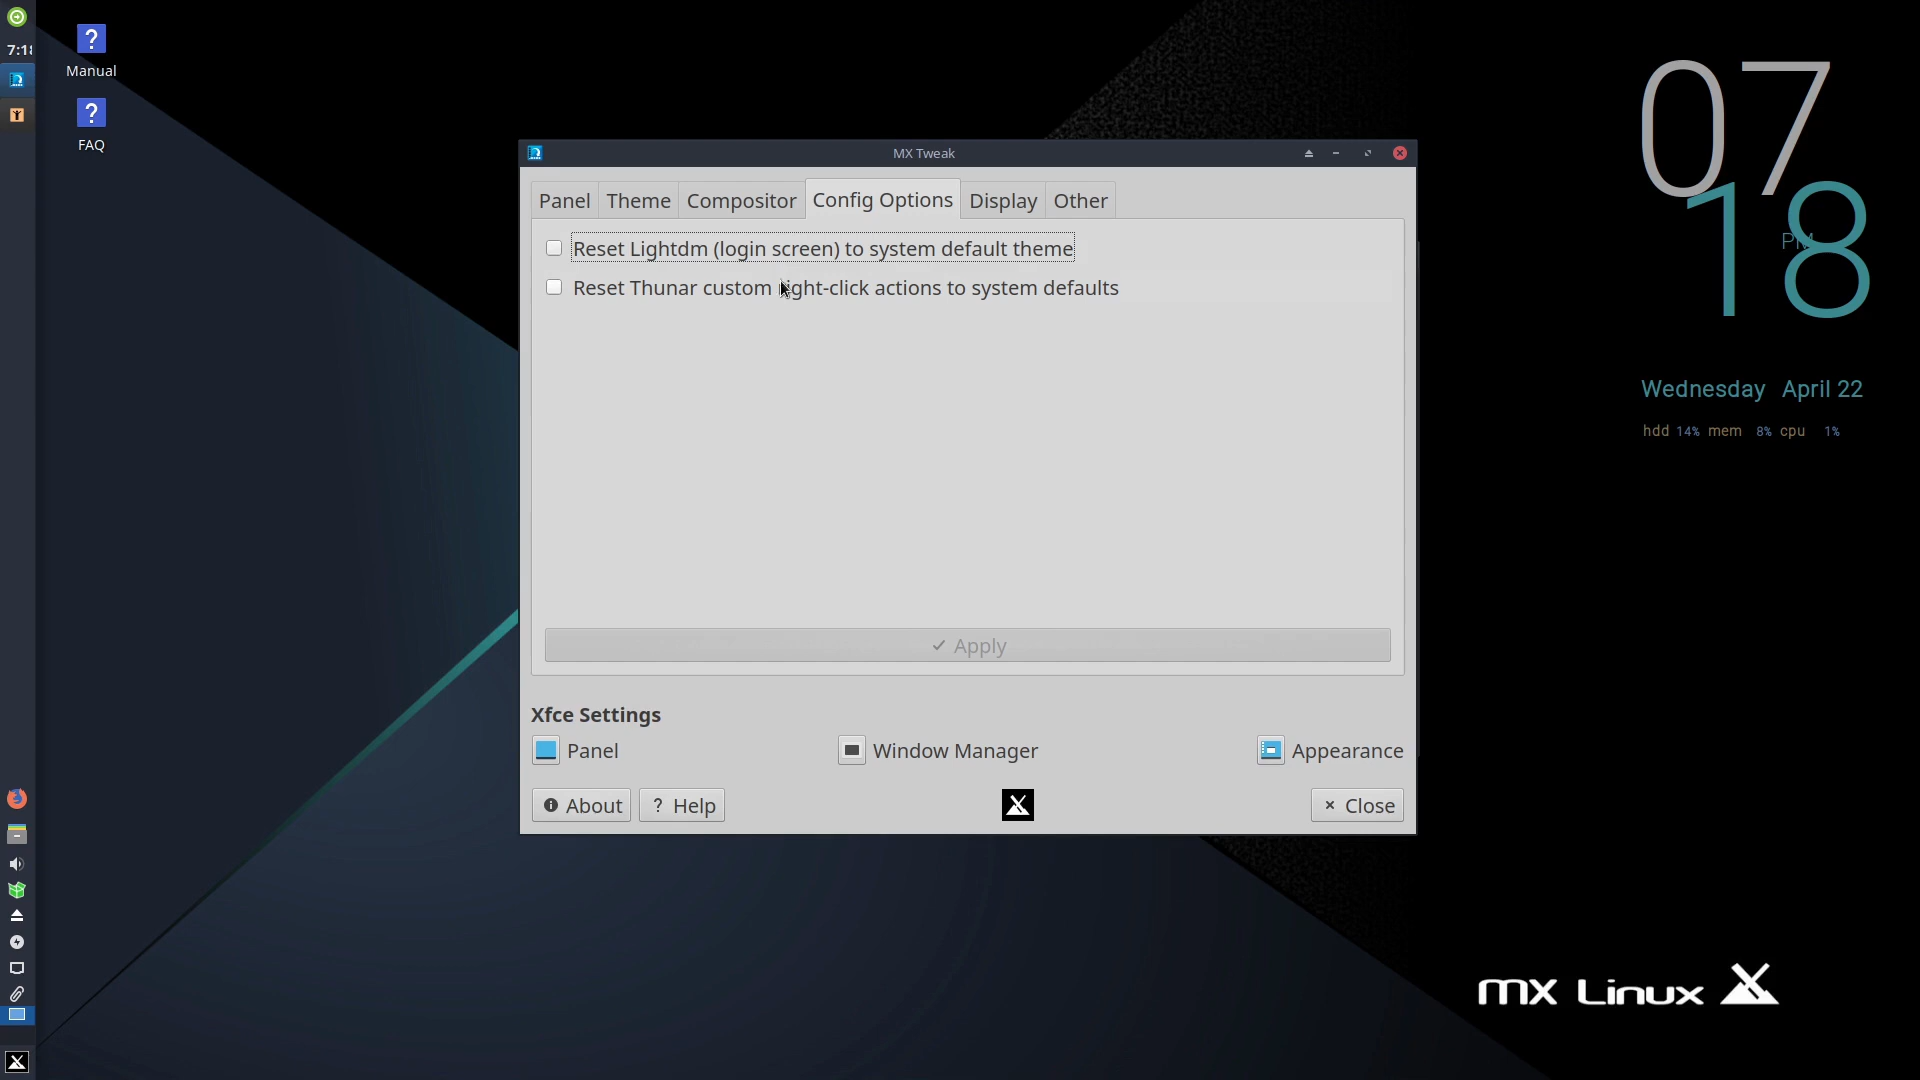 7:18
Manual
FAQ
MX Tweak
Panel Theme Compositor Config Options Display Other
Reset Lightdm (login screen) to system default theme
Reset Thunar custom right-click actions to system defaults
Apply
Xfce Settings
Panel Window Manager Appearance
About ? Help Close
07
18
PM
Wednesday April 22
hdd 14% mem 8% cpu 1%
MX Linux